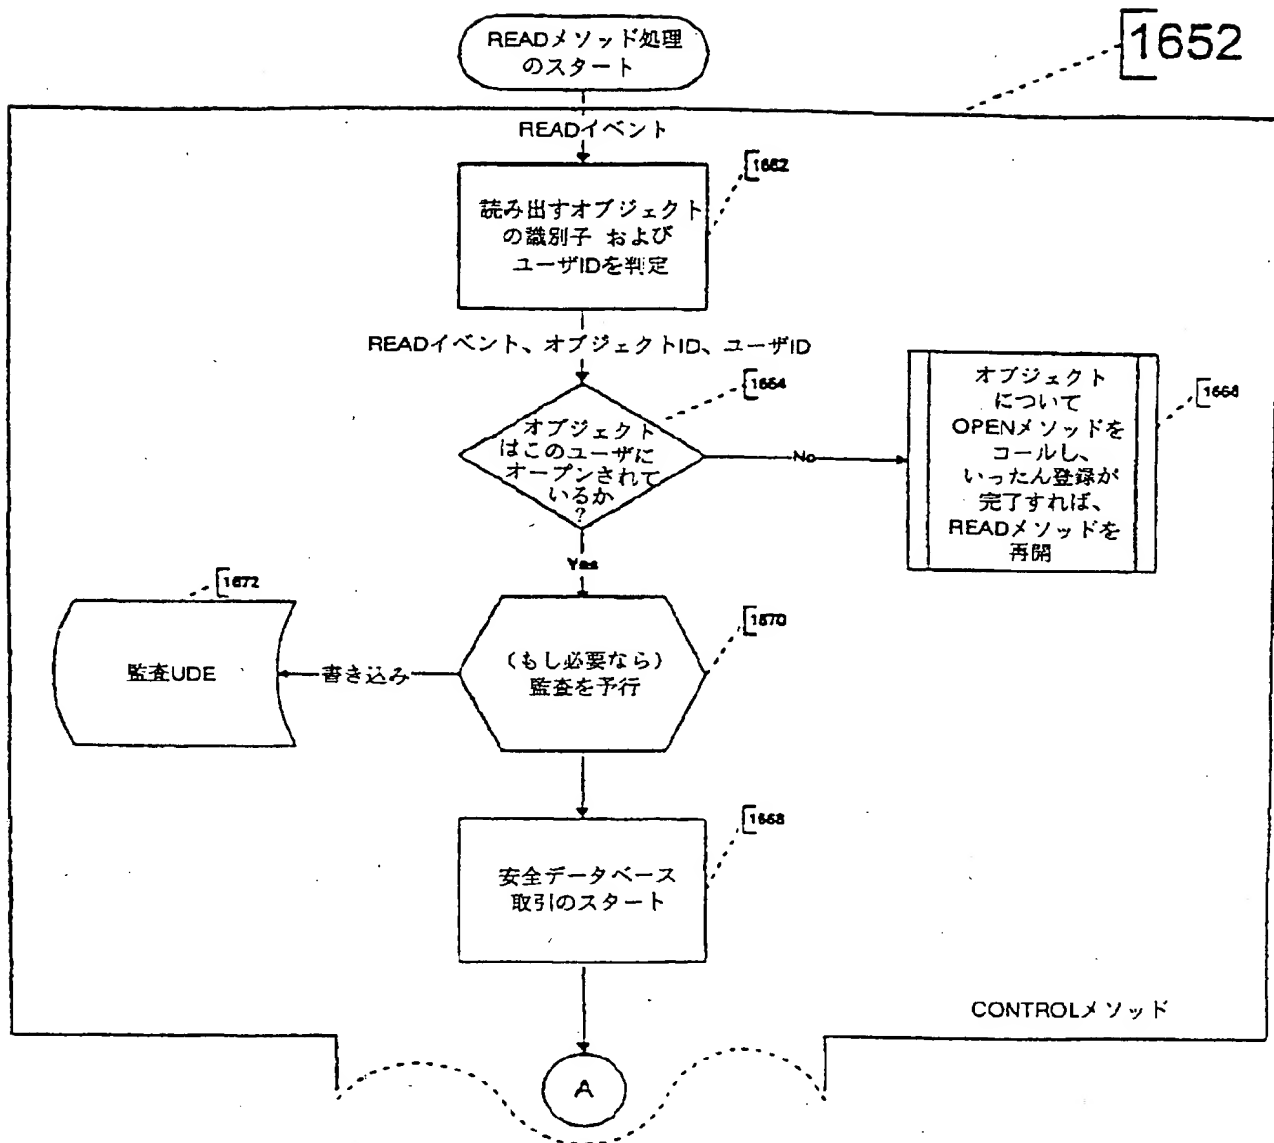 READメソッド処理
のスタート
1652
READイベント
1662
読み出すオブジェクト
の識別子 および
ユーザIDを判定
READイベント、オブジェクトID、ユーザID
1664
オブジェクト
はこのユーザに
オープンされて
いるか
?
No
オブジェクト
について
OPENメソッドを
コールし、
いったん登録が
完了すれば、
READメソッドを
再開
1666
Yes
1672
監査UDE
書き込み
(もし必要なら)
監査を予行
1670
1668
安全データベース
取引のスタート
CONTROLメソッド
A